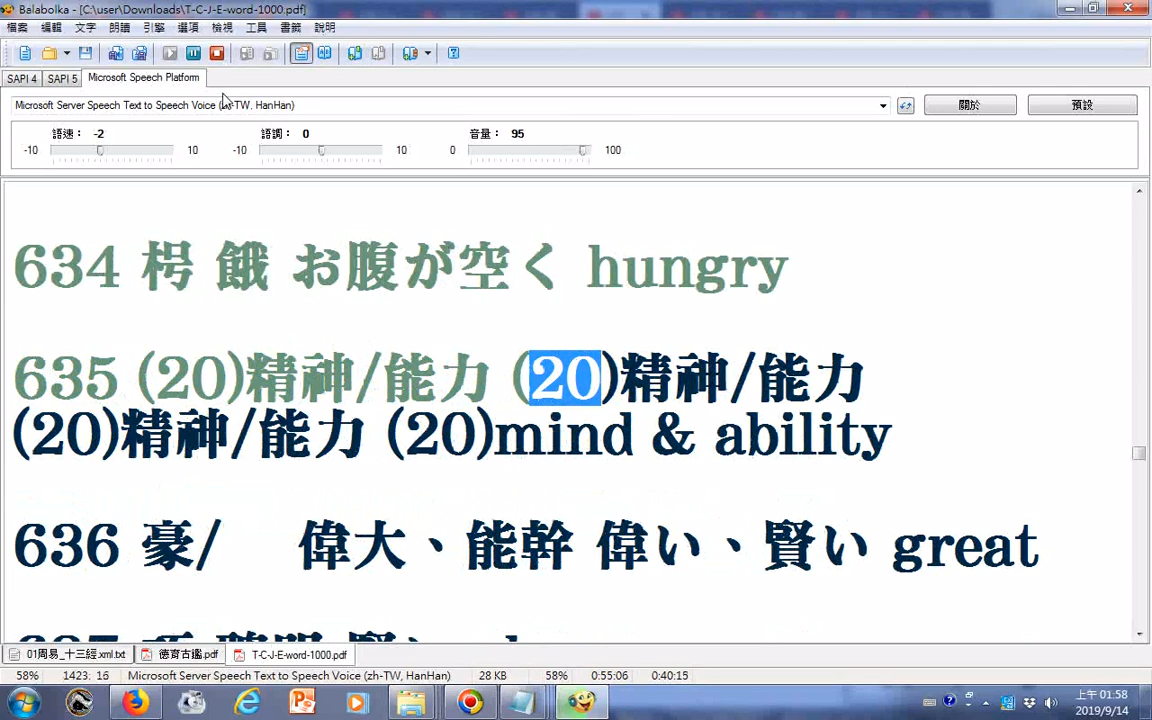 Balabolka - [C:\user\Downloads\T-C-J-E-word-1000.pdf]
檔案 編輯 文字 朗讀 引擎 選項 檢視 工具 書籤 說明
SAPI 4 SAPI 5 Microsoft Speech Platform
Microsoft Server Speech Text to Speech Voice (zh-TW, HanHan) 關於 預設
語速： -2 語調： 0 音量： 95
-10 10 -10 10 0 100
634 枵 餓 お腹が空く hungry
635 (20)精神/能力 (20)精神/能力
(20)精神/能力 (20)mind & ability
636 豪/ 偉大、能幹 偉い、賢い great
01周易_十三經.xml.txt 德育古鑑.pdf T-C-J-E-word-1000.pdf
58% 1423: 16 Microsoft Server Speech Text to Speech Voice (zh-TW, HanHan) 28 KB 58% 0:55:06 0:40:15
上午 01:58
2019/9/14